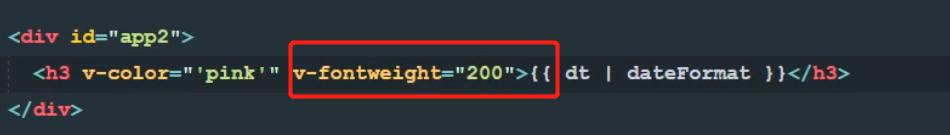 <div id="app2">
<h3 v-color="'pink'" v-fontweight="200">{{ dt | dateFormat }}</h3>
</div>